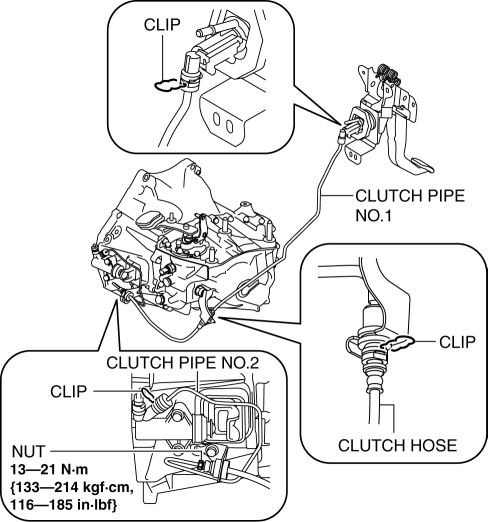 CLIP
CLUTCH PIPE
NO.1
CLIP
CLUTCH HOSE
CLUTCH PIPE NO.2
CLIP
NUT
13—21 N·m
{133—214 kgf·cm,
116—185 in·lbf}